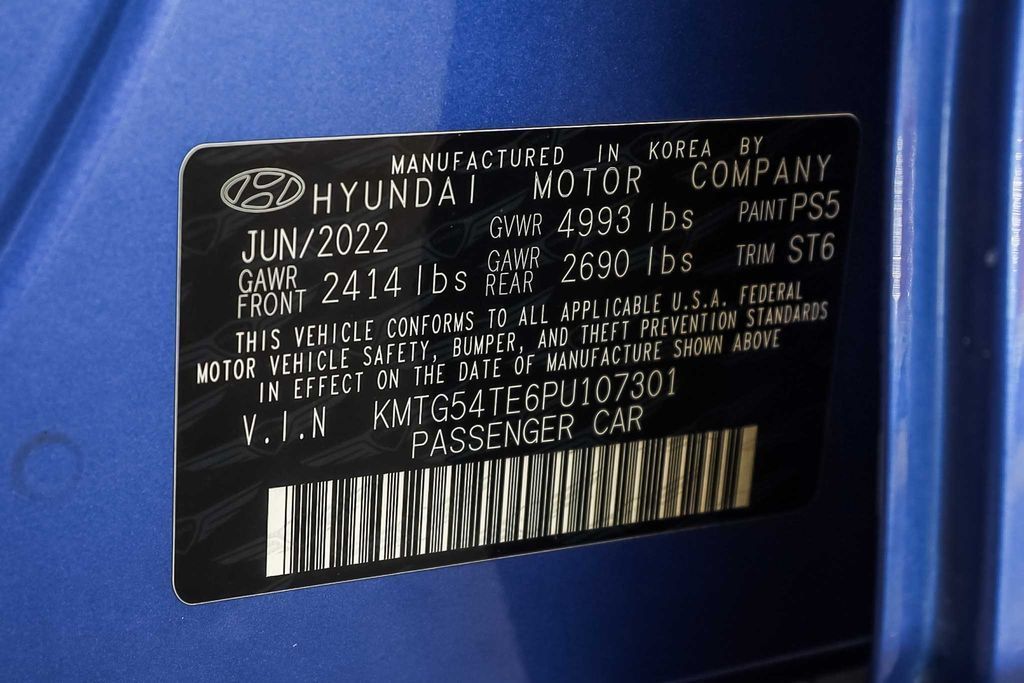 MANUFACTURED IN KOREA BY
HYUNDAI MOTOR COMPANY
JUN/2022 GVWR 4993 lbs PAINT PS5
GAWR FRONT 2414 lbs GAWR REAR 2690 lbs TRIM ST6
THIS VEHICLE CONFORMS TO ALL APPLICABLE U.S.A. FEDERAL
MOTOR VEHICLE SAFETY, BUMPER, AND THEFT PREVENTION STANDARDS
IN EFFECT ON THE DATE OF MANUFACTURE SHOWN ABOVE
V.I.N KMTG54TE6PU107301
PASSENGER CAR